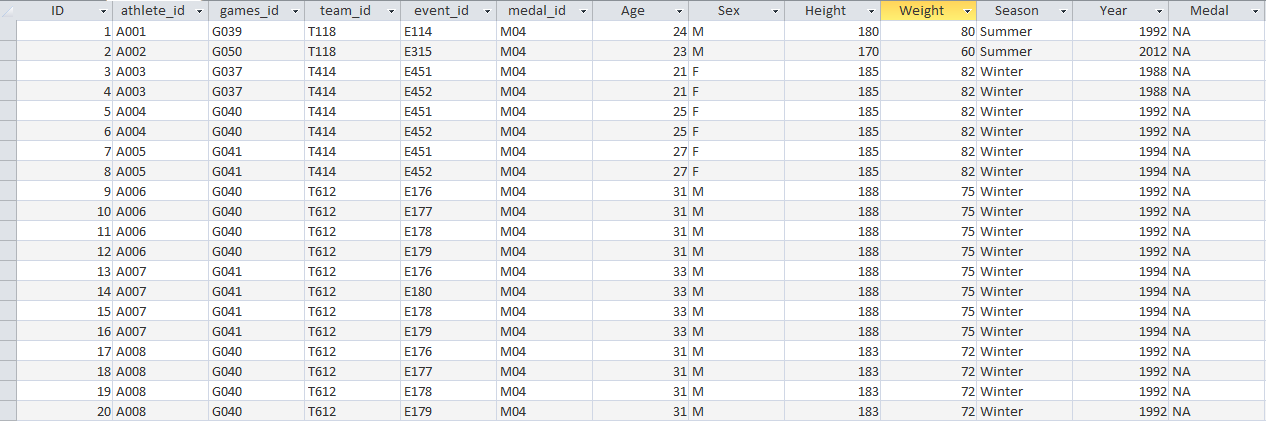 ID athlete_id games_id team_id event_id medal_id Age Sex Height Weight Season Year Medal
1 A001 G039 T118 E114 M04 24 M 180 80 Summer 1992 NA
2 A002 G050 T118 E315 M04 23 M 170 60 Summer 2012 NA
3 A003 G037 T414 E451 M04 21 F 185 82 Winter 1988 NA
4 A003 G037 T414 E452 M04 21 F 185 82 Winter 1988 NA
5 A004 G040 T414 E451 M04 25 F 185 82 Winter 1992 NA
6 A004 G040 T414 E452 M04 25 F 185 82 Winter 1992 NA
7 A005 G041 T414 E451 M04 27 F 185 82 Winter 1994 NA
8 A005 G041 T414 E452 M04 27 F 185 82 Winter 1994 NA
9 A006 G040 T612 E176 M04 31 M 188 75 Winter 1992 NA
10 A006 G040 T612 E177 M04 31 M 188 75 Winter 1992 NA
11 A006 G040 T612 E178 M04 31 M 188 75 Winter 1992 NA
12 A006 G040 T612 E179 M04 31 M 188 75 Winter 1992 NA
13 A007 G041 T612 E176 M04 33 M 188 75 Winter 1994 NA
14 A007 G041 T612 E180 M04 33 M 188 75 Winter 1994 NA
15 A007 G041 T612 E178 M04 33 M 188 75 Winter 1994 NA
16 A007 G041 T612 E179 M04 33 M 188 75 Winter 1994 NA
17 A008 G040 T612 E176 M04 31 M 183 72 Winter 1992 NA
18 A008 G040 T612 E177 M04 31 M 183 72 Winter 1992 NA
19 A008 G040 T612 E178 M04 31 M 183 72 Winter 1992 NA
20 A008 G040 T612 E179 M04 31 M 183 72 Winter 1992 NA